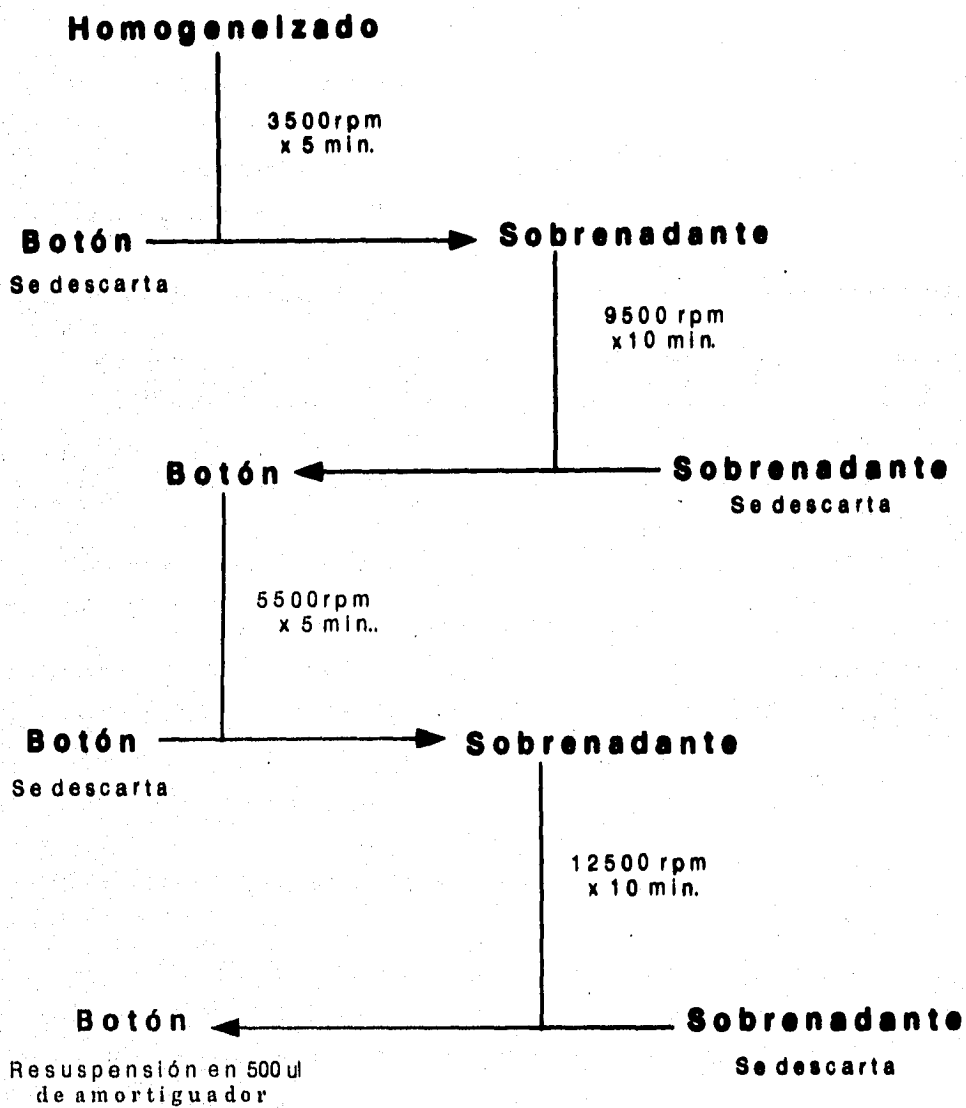 Homogeneizado
3500rpm
x 5 min.
Botón
Sobrenadante
Se descarta
9500 rpm
x10 min.
Botón
Sobrenadante
Se descarta
5500rpm
x 5 min..
Botón
Sobrenadante
Se descarta
12500 rpm
x 10 min.
Botón
Sobrenadante
Resuspensión en 500 ul
de amortiguador
Se descarta